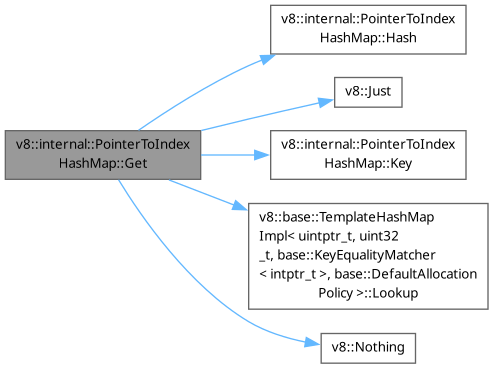 v8::internal::PointerToIndex
HashMap::Hash
v8::Just
v8::internal::PointerToIndex
HashMap::Get
v8::internal::PointerToIndex
HashMap::Key
v8::base::TemplateHashMap
Impl< uintptr_t, uint32
_t, base::KeyEqualityMatcher
< intptr_t >, base::DefaultAllocation
Policy >::Lookup
v8::Nothing